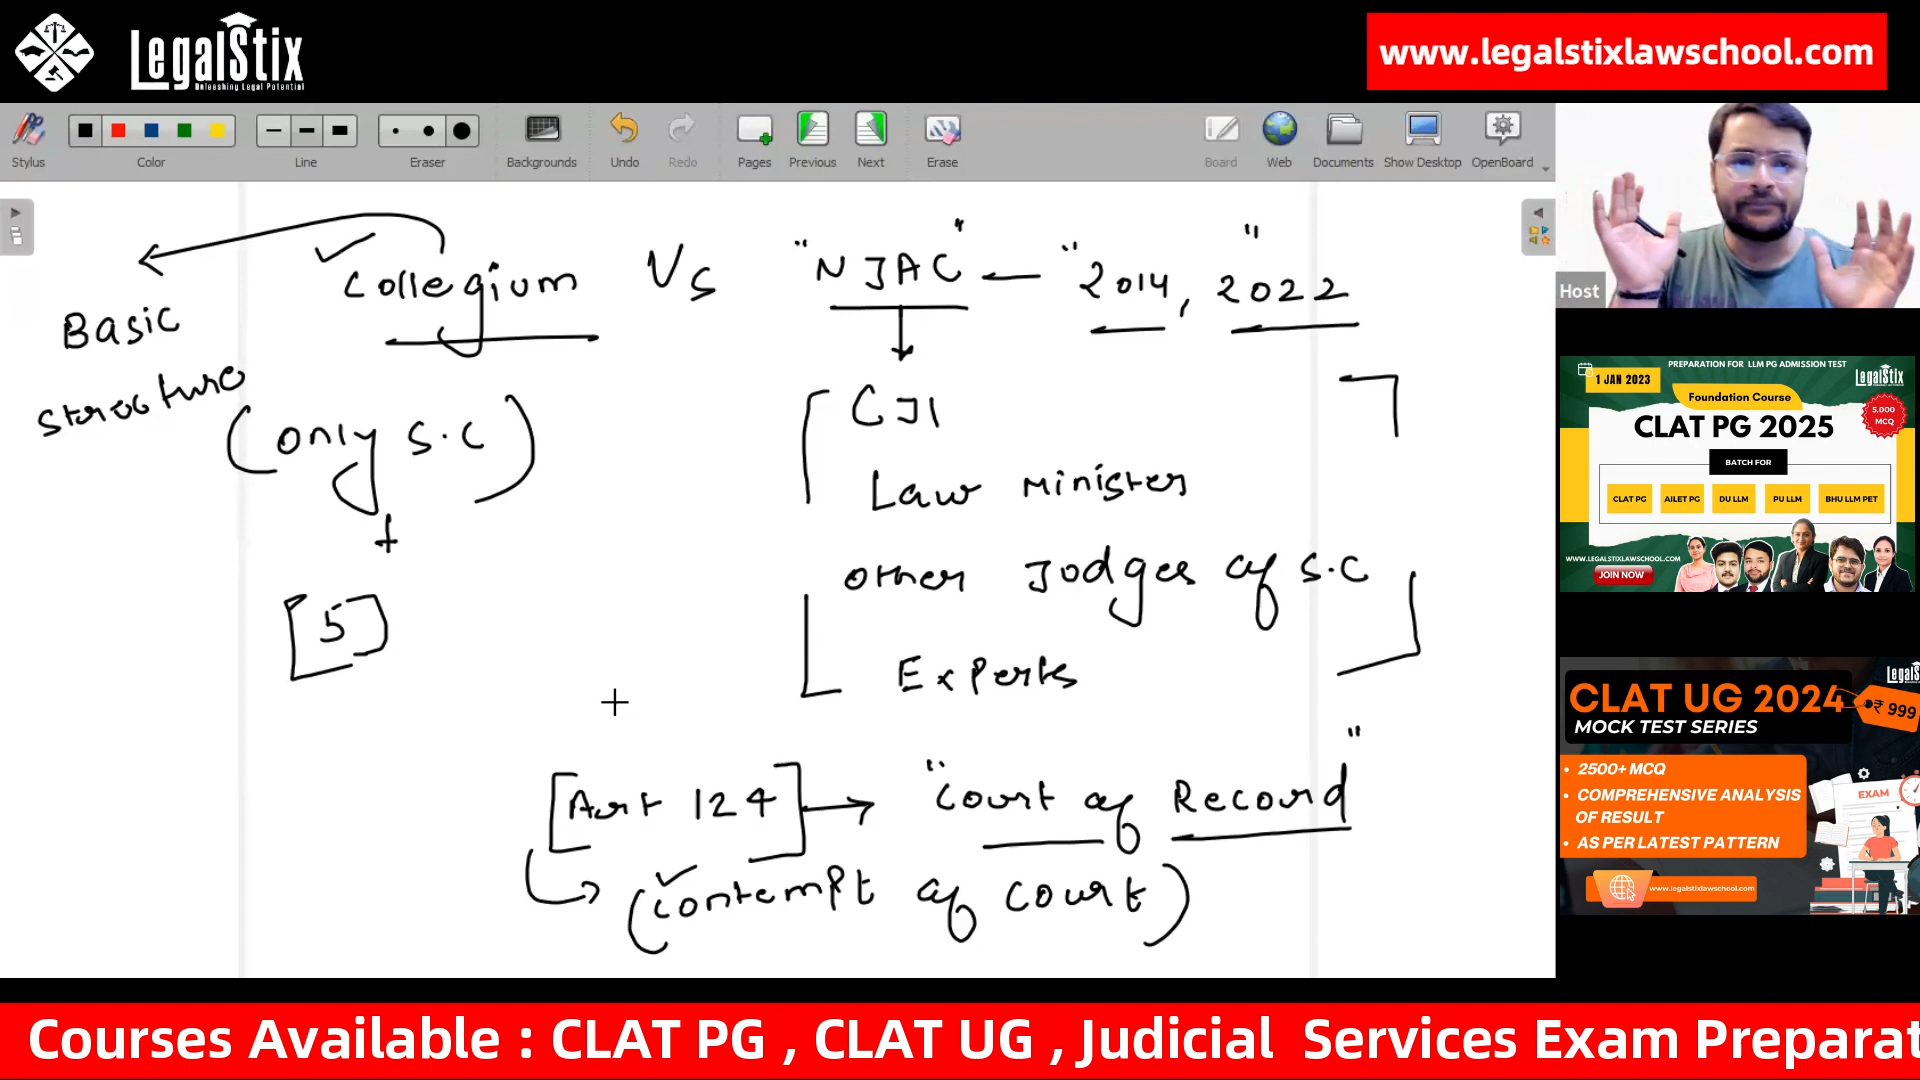 LegalStix
Unleashing Legal Potential
www.legalstixlawschool.com
Stylus
Color
Line
Eraser
Backgrounds
Undo
Redo
Pages
Previous
Next
Erase
Board
Web
Documents
Show Desktop
OpenBoard
Collegium Vs "NJAC" ← "2014, 2022"
Basic
structure
(only S.C)
+
[5]
CJI
Law Minister
other Judges of S.C
Experts
[Art 124] → "Court of Record"
(contempt of court)
Host
PREPARATION FOR LLM PG ADMISSION TEST
1 JAN 2023
LegalStix
Foundation Course
5,000
MCQ
CLAT PG 2025
BATCH FOR
CLAT PG AILET PG DU LLM PU LLM BHU LLM PET
WWW.LEGALSTIXLAWSCHOOL.COM
JOIN NOW
LegalS
CLAT UG 2024
₹ 999
MOCK TEST SERIES
• 2500+ MCQ
• COMPREHENSIVE ANALYSIS
OF RESULT
• AS PER LATEST PATTERN
EXAM
www.legalstixlawschool.com
Courses Available : CLAT PG , CLAT UG , Judicial Services Exam Preparat